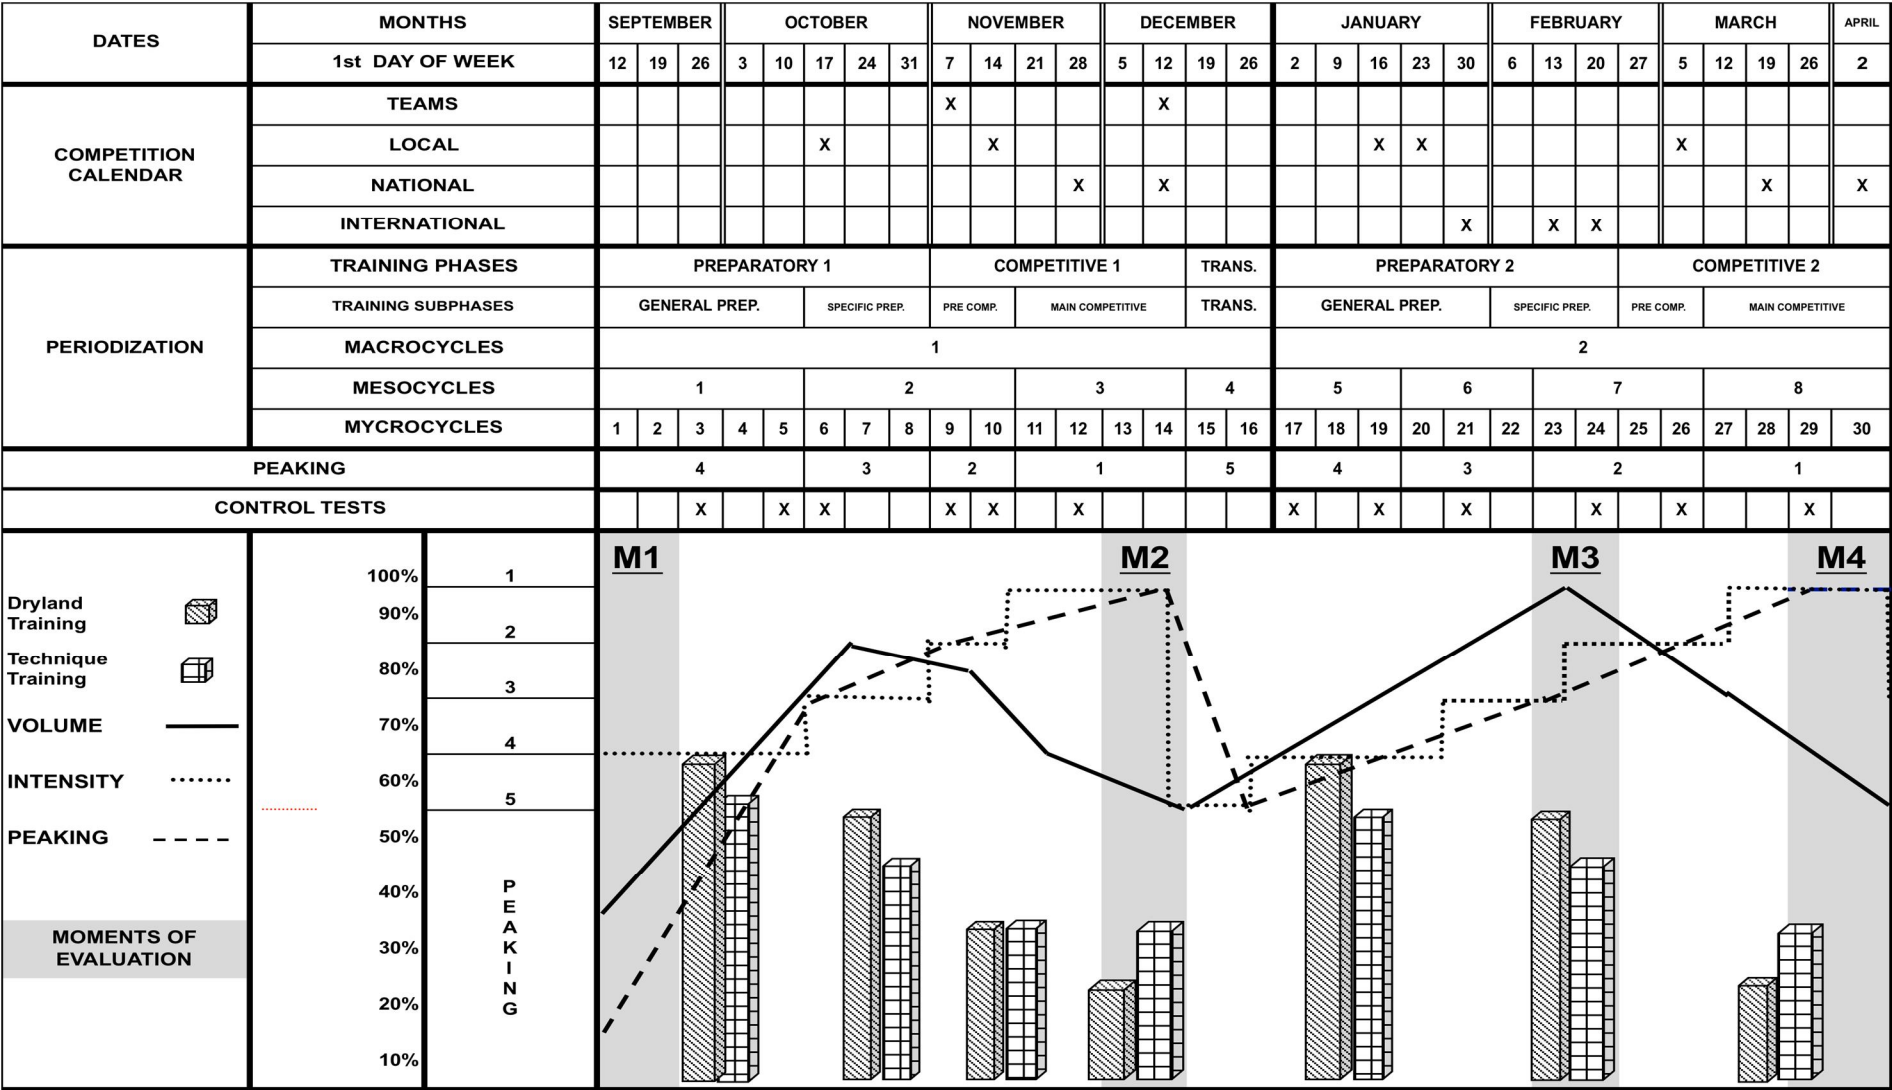 DATES
MONTHS SEPTEMBER OCTOBER NOVEMBER DECEMBER JANUARY FEBRUARY MARCH APRIL
1st DAY OF WEEK 12 19 26 3 10 17 24 31 7 14 21 28 5 12 19 26 2 9 16 23 30 6 13 20 27 5 12 19 26 2
COMPETITION
CALENDAR
TEAMS X X
LOCAL X X X X X
NATIONAL X X X X
INTERNATIONAL X X X
PERIODIZATION
TRAINING PHASES PREPARATORY 1 COMPETITIVE 1 TRANS. PREPARATORY 2 COMPETITIVE 2
TRAINING SUBPHASES GENERAL PREP. SPECIFIC PREP. PRE COMP. MAIN COMPETITIVE TRANS. GENERAL PREP. SPECIFIC PREP. PRE COMP. MAIN COMPETITIVE
MACROCYCLES 1 2
MESOCYCLES 1 2 3 4 5 6 7 8
MYCROCYCLES 1 2 3 4 5 6 7 8 9 10 11 12 13 14 15 16 17 18 19 20 21 22 23 24 25 26 27 28 29 30
PEAKING 4 3 2 1 5 4 3 2 1
CONTROL TESTS X X X X X X X X X X X X
M1 M2 M3 M4
Dryland
Training
Technique
Training
VOLUME
INTENSITY
PEAKING
MOMENTS OF
EVALUATION
100%
90%
80%
70%
60%
50%
40%
30%
20%
10%
1
2
3
4
5
PEAKING